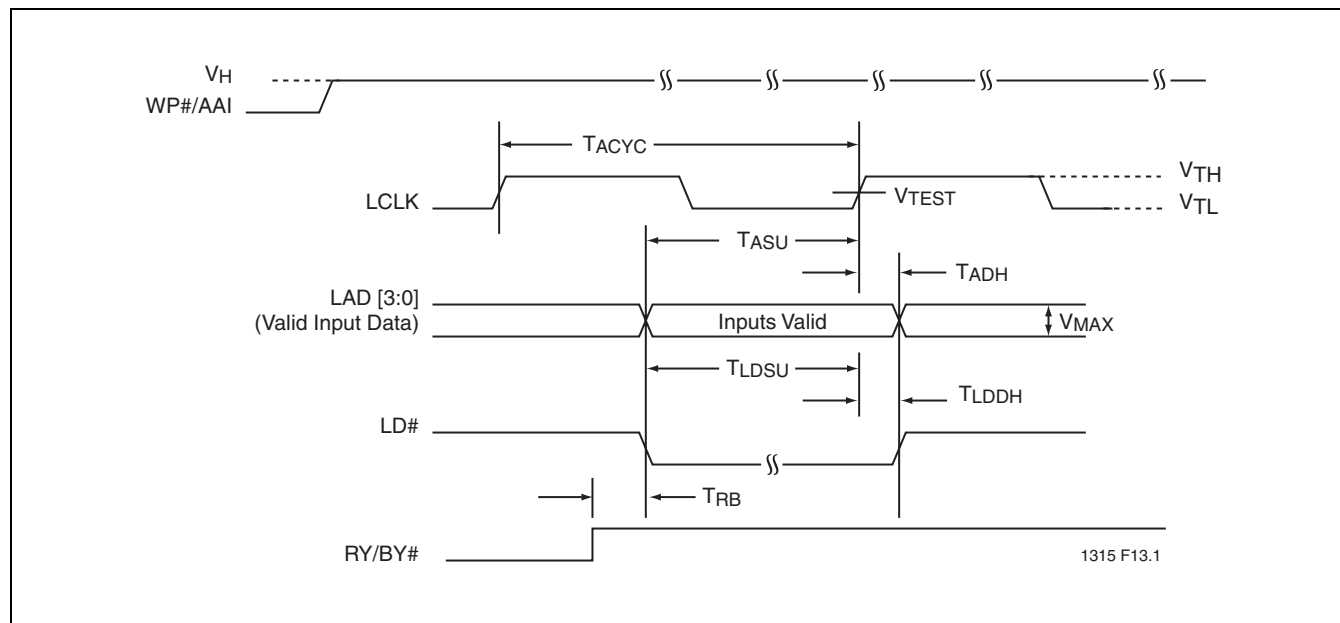 VH
WP#/AAI
TACYC
VTH
LCLK
VTEST
VTL
TASU
TADH
LAD [3:0]
(Valid Input Data)
Inputs Valid
VMAX
TLDSU
TLDDH
LD#
TRB
RY/BY#
1315 F13.1